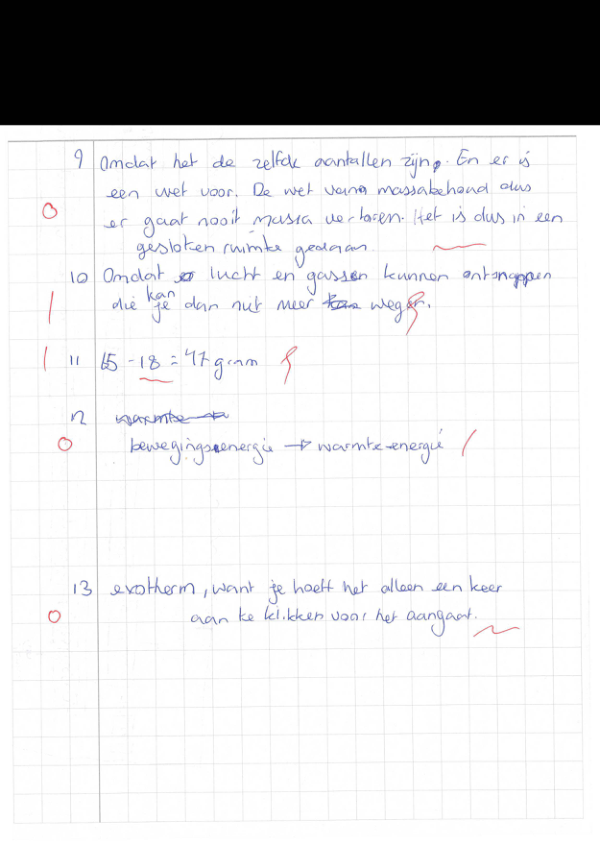 9 Omdat het de zelfde aantallen zijn. En er is
een wet voor. De wet van massabehoud dus
er gaat nooit massa verloren. Het is dus in een
gesloten ruimte gedaan.
0
10 Omdat er lucht en gassen kunnen ontsnappen
die kan je dan niet meer wegen.
1
1 11 65 - 18 = 47 gram
12 warmte
bewegingsenergie → warmte energie
0
13 exotherm, want je hoeft het alleen een keer
0 aan te klikken voor het aangaat.